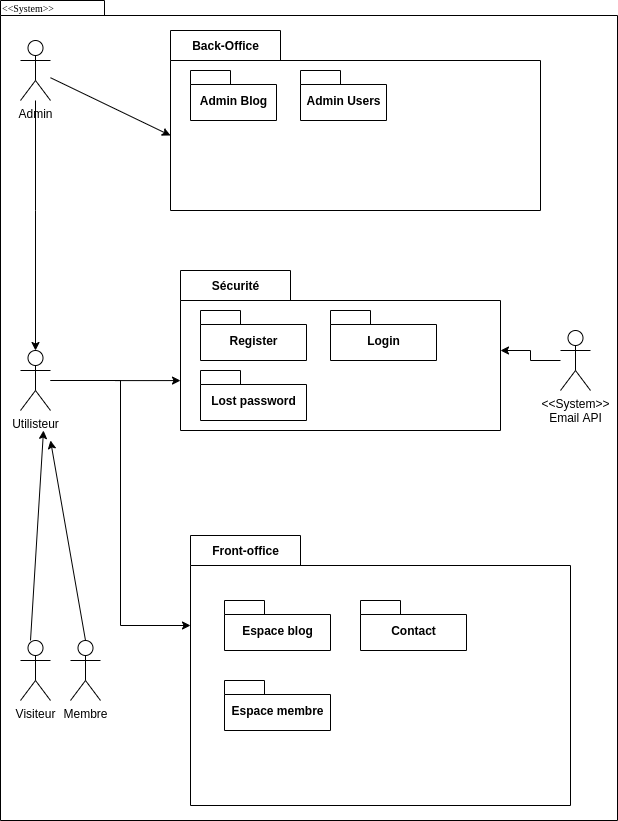 <<System>>
Back-Office
Admin Blog
Admin Users
Admin
Sécurité
Register
Login
Lost password
Utilisteur
<<System>>
Email API
Front-office
Espace blog
Contact
Espace membre
Visiteur
Membre